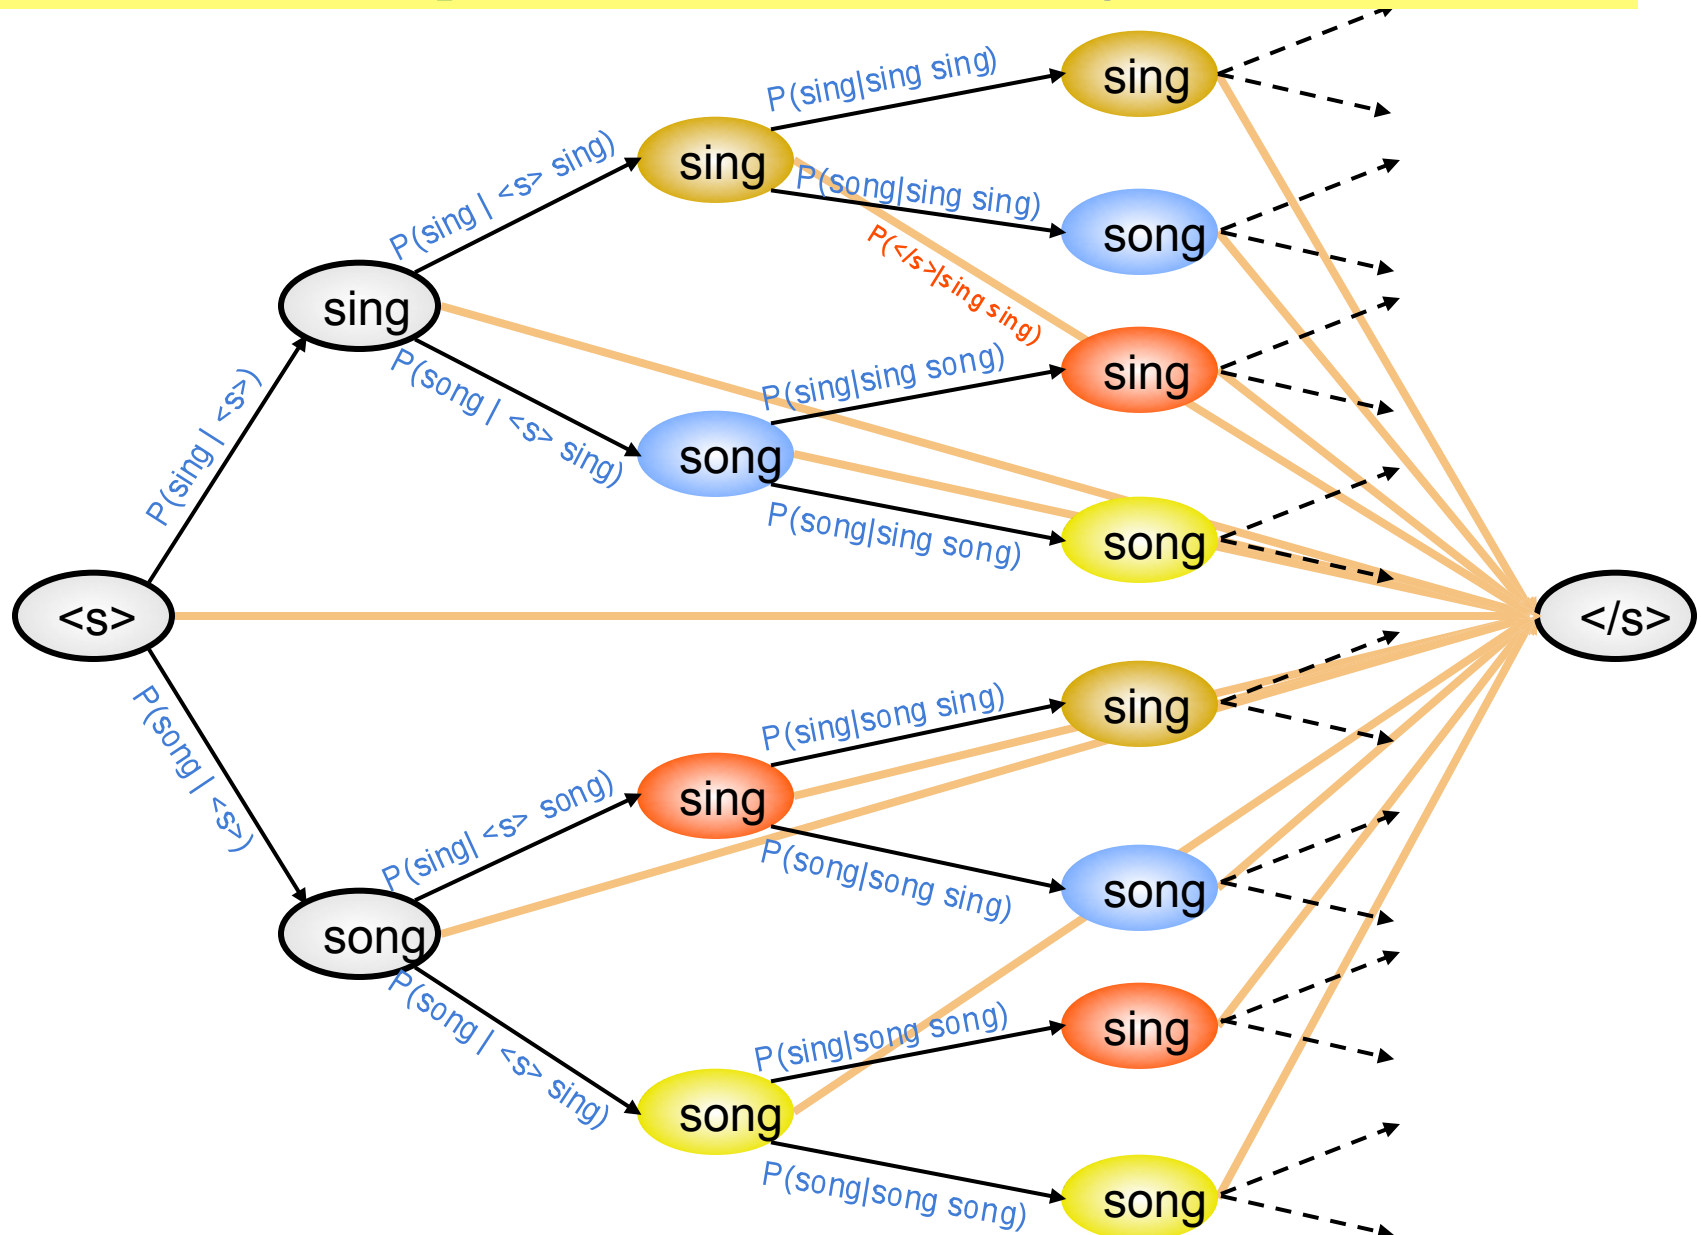 sing
P(sing|sing sing)
sing
P(song|sing sing)
P(sing | <s> sing)
song
P(</s>|sing sing)
sing
P(sing|sing song)
sing
P(song | <s> sing)
P(sing | <s>)
song
P(song|sing song)
song
<s>
</s>
P(sing|song sing)
sing
P(song | <s>)
sing
P(sing| <s> song)
P(song|song sing)
song
song
P(song | <s> sing)
P(sing|song song)
sing
song
P(song|song song)
song